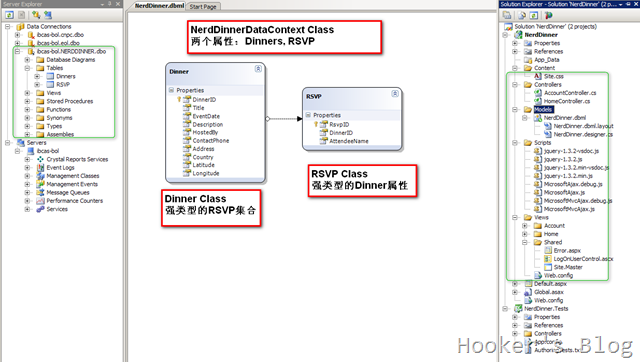 Server Explorer
Data Connections
ibcas-bol.cnpc.dbo
ibcas-bol.eol.dbo
ibcas-bol.NERDDINNER.dbo
Database Diagrams
Tables
Dinners
RSVP
Views
Stored Procedures
Functions
Synonyms
Types
Assemblies
Servers
ibcas-bol
Crystal Reports Services
Event Logs
Management Classes
Management Events
Message Queues
Performance Counters
Services
NerdDinner.dbml
Start Page
NerdDinnerDataContext Class
两个属性：Dinners, RSVP
Dinner
Properties
DinnerID
Title
EventDate
Description
HostedBy
ContactPhone
Address
Country
Latitude
Longitude
RSVP
Properties
RsvpID
DinnerID
AttendeeName
Dinner Class
强类型的RSVP集合
RSVP Class
强类型的Dinner属性
Solution Explorer - Solution 'NerdDinner' (2 p
Solution 'NerdDinner' (2 projects)
NerdDinner
Properties
References
App_Data
Content
Site.css
Controllers
AccountController.cs
HomeController.cs
Models
NerdDinner.dbml
NerdDinner.dbml.layout
NerdDinner.designer.c
Scripts
jquery-1.3.2-vsdoc.js
jquery-1.3.2.js
jquery-1.3.2.min-vsdoc.js
jquery-1.3.2.min.js
MicrosoftAjax.debug.js
MicrosoftAjax.js
MicrosoftMvcAjax.debug.js
MicrosoftMvcAjax.js
Views
Account
Home
Shared
Error.aspx
LogOnUserControl.ascx
Site.Master
Web.config
Default.aspx
Global.asax
Web.config
NerdDinner.Tests
Properties
References
Controllers
App.config
Hooker's Blog